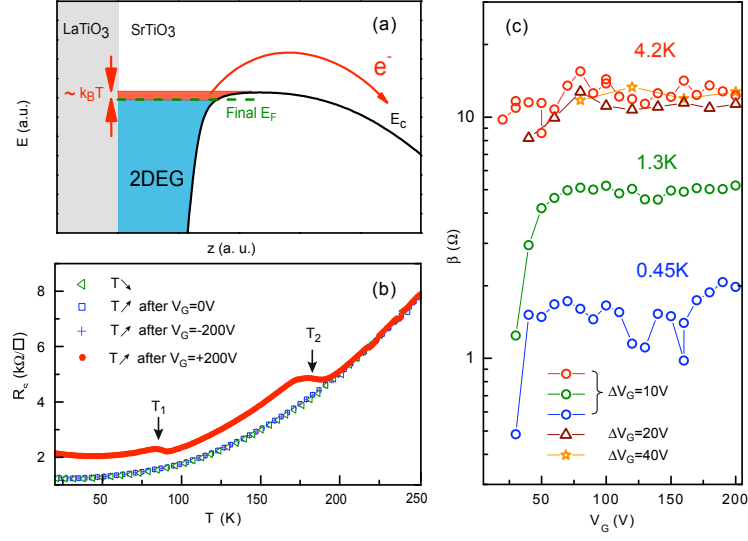 (a)
LaTiO3 SrTiO3
~ kBT
e-
Final EF
Ec
2DEG
E (a.u.)
z (a. u.)
(b)
T↘
T↗ after VG=0V
T↗ after VG=-200V
T↗ after VG=+200V
T1
T2
8
6
4
2
Rs (kΩ/□)
50 100 150 200 250
T (K)
(c)
4.2K
1.3K
0.45K
10
1
β (Ω)
ΔVG=10V
ΔVG=20V
ΔVG=40V
50 100 150 200
VG (V)